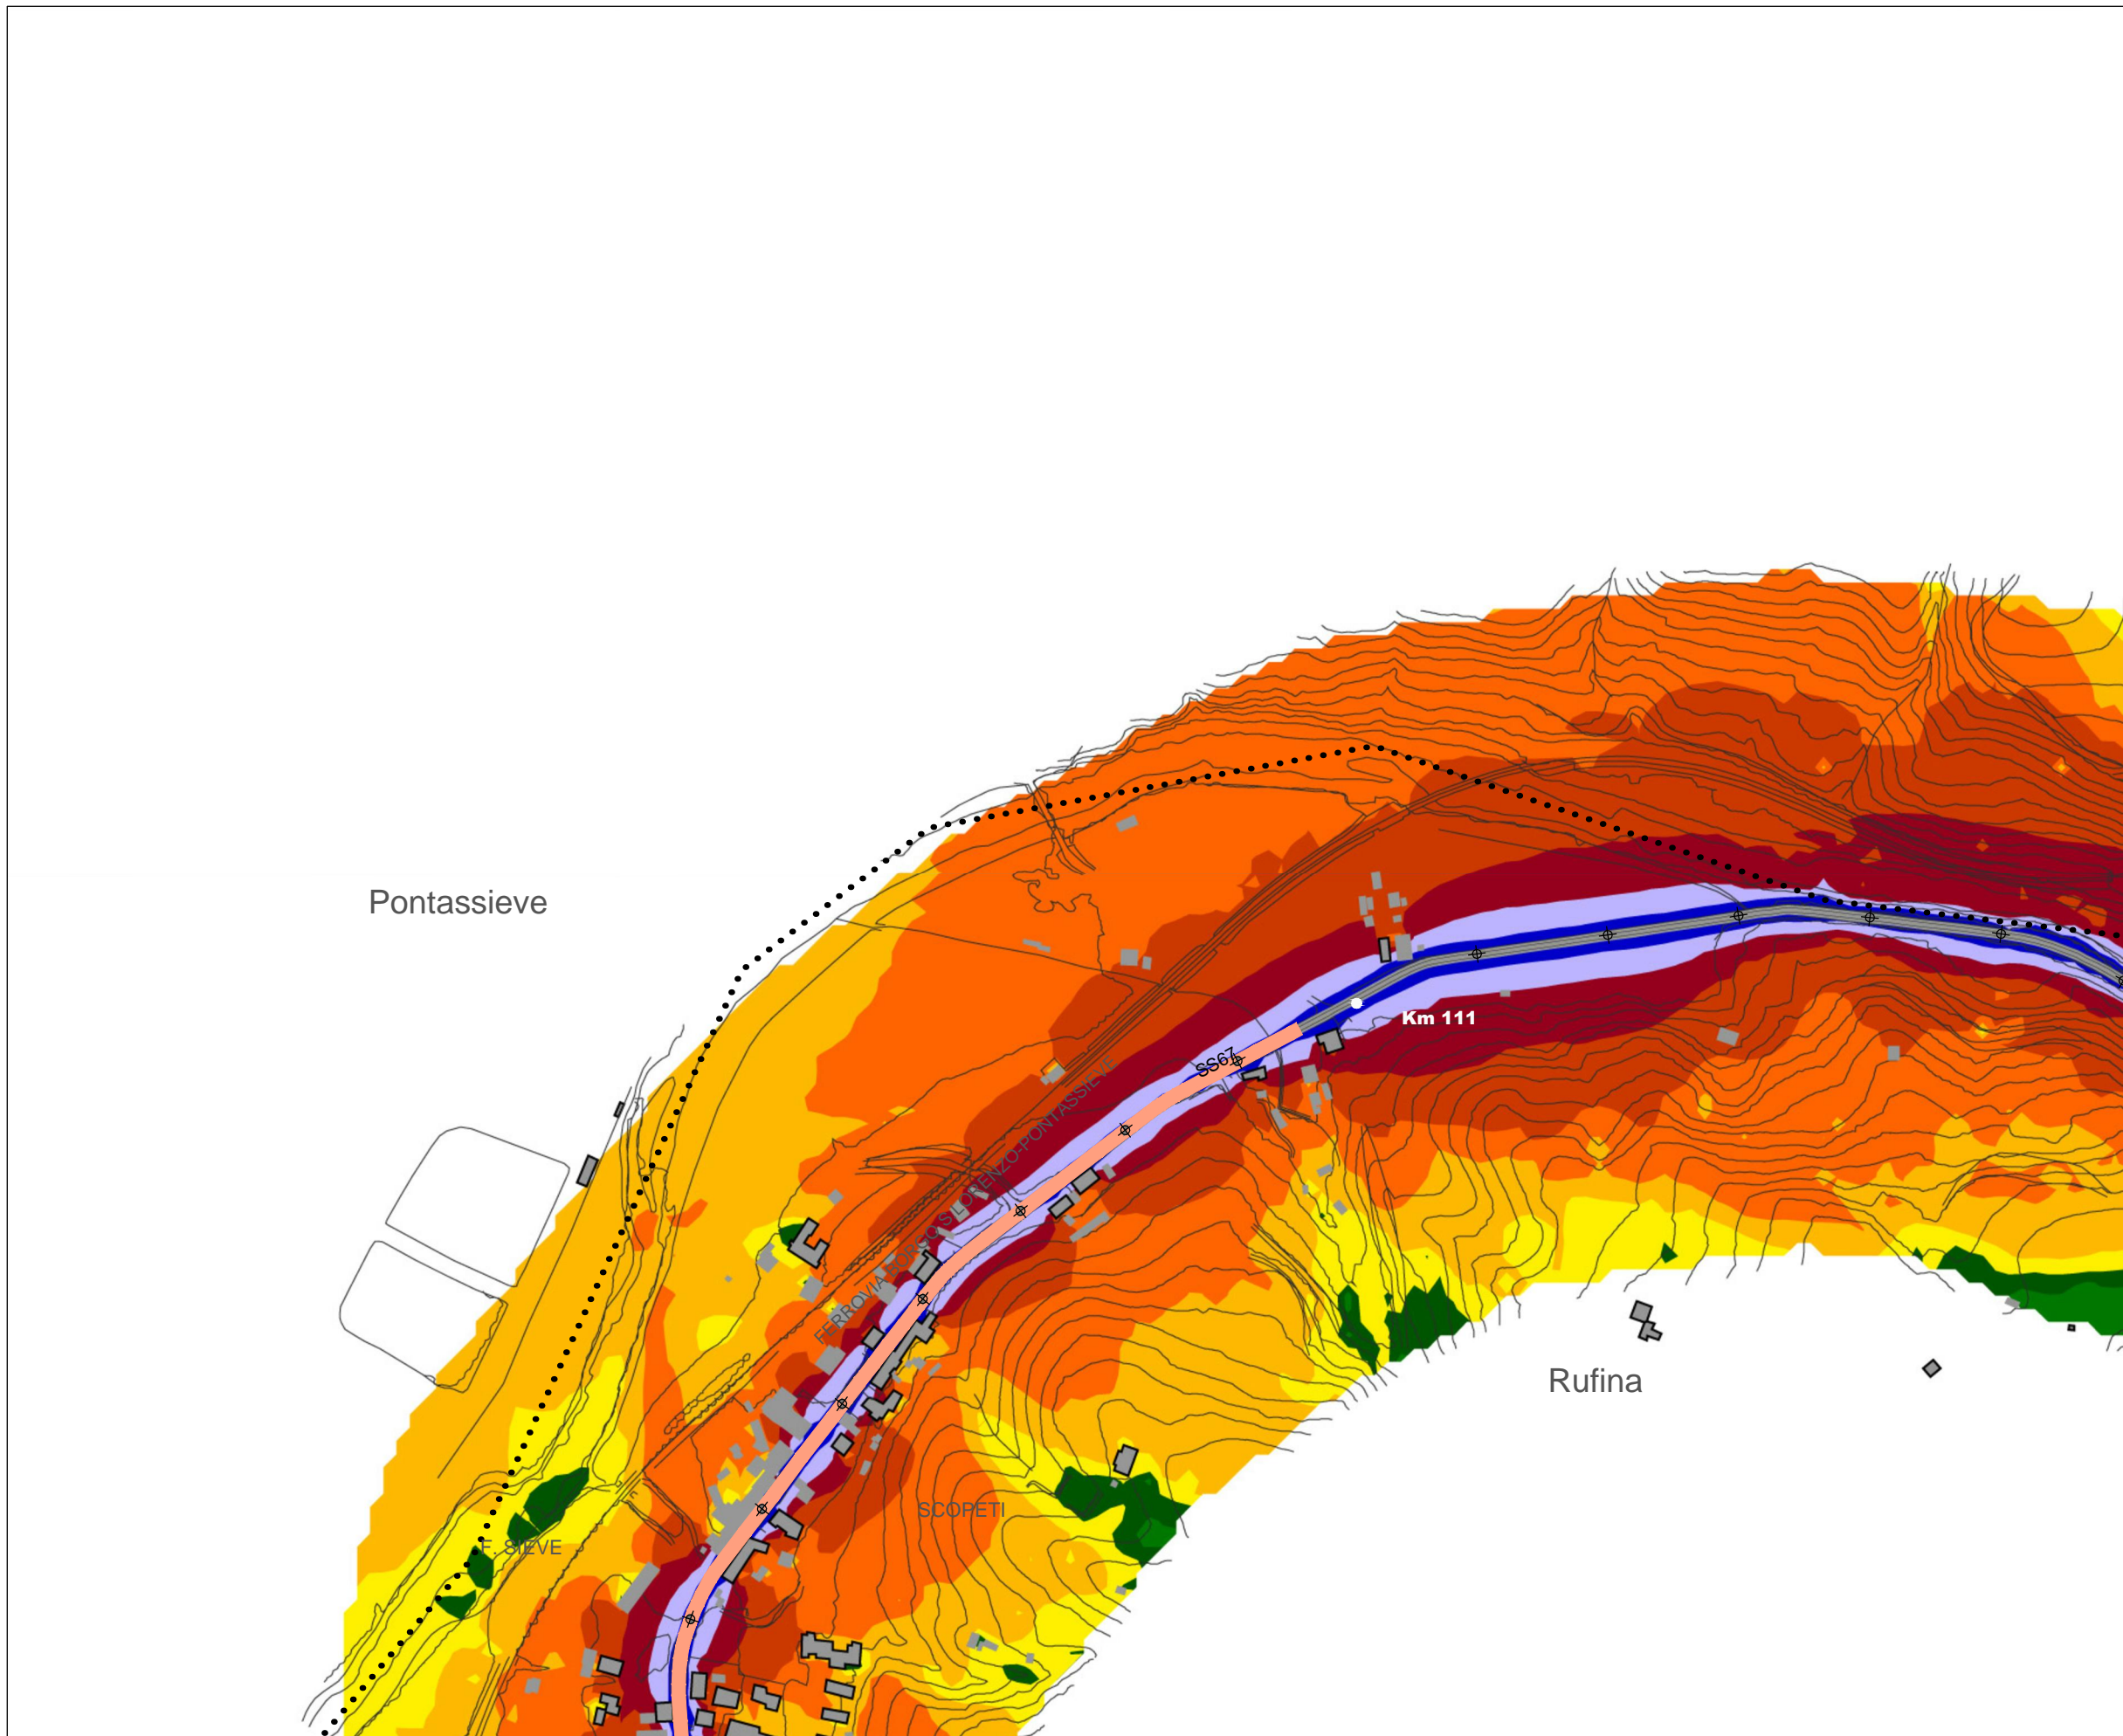 Pontassieve
Km 111
SS67
FERROVIA BORGO S.LORENZO-PONTASSIEVE
Rufina
SCOPETI
F. SIEVE